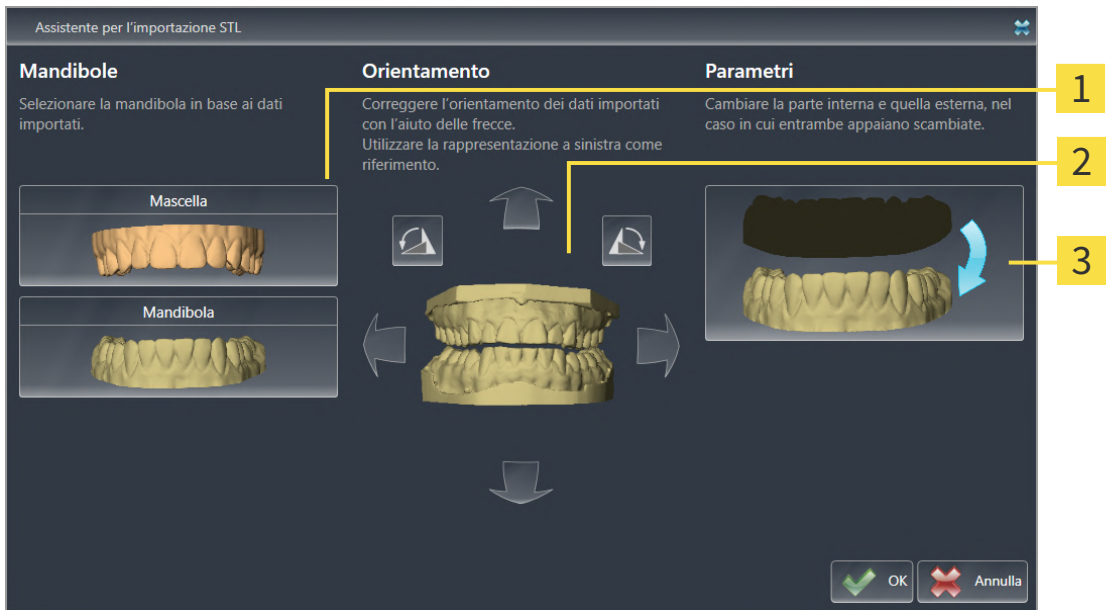 Assistente per l'importazione STL
Mandibole
Selezionare la mandibola in base ai dati
importati.
Mascella
Mandibola
Orientamento
Correggere l'orientamento dei dati importati
con l'aiuto delle frecce.
Utilizzare la rappresentazione a sinistra come
riferimento.
Parametri
Cambiare la parte interna e quella esterna, nel
caso in cui entrambe appaiano scambiate.
1
2
3
OK
Annulla